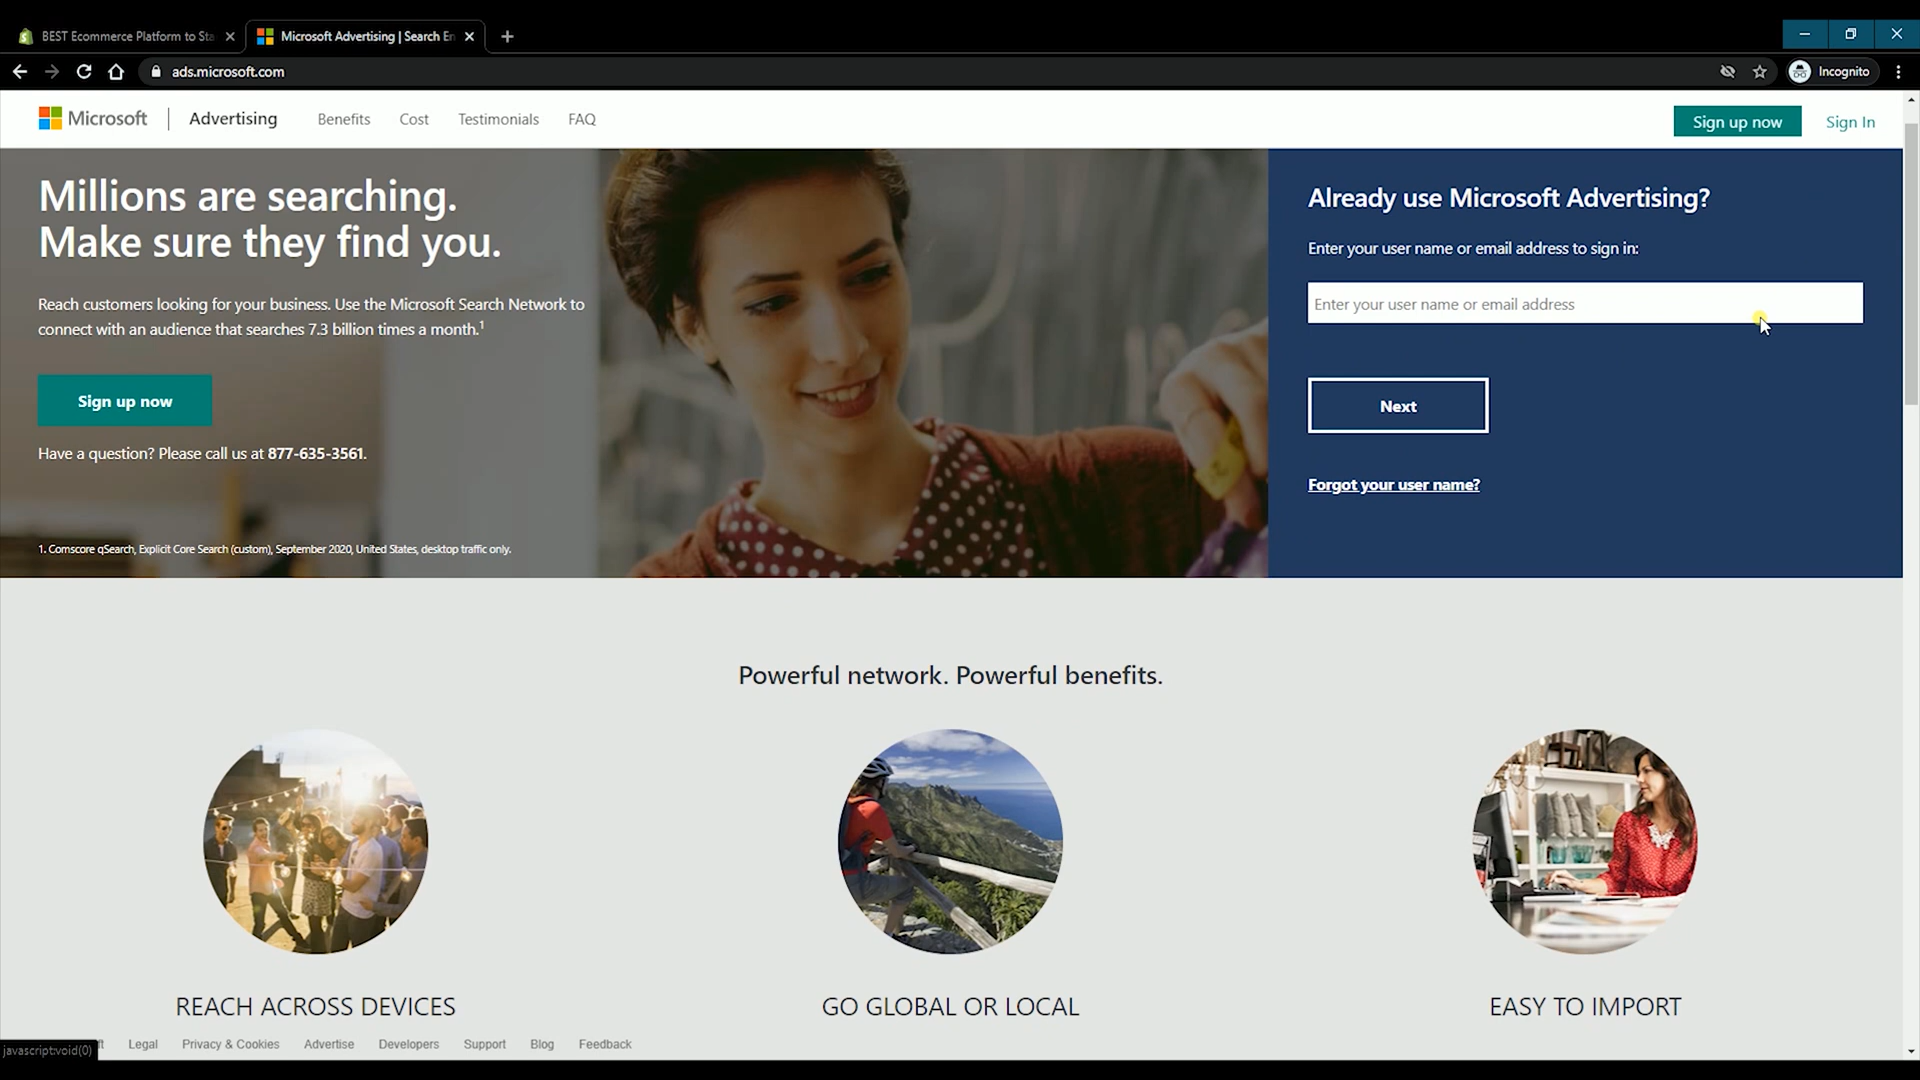 BEST Ecommerce Platform to Sta
Microsoft Advertising | Search En
ads.microsoft.com
Incognito
Microsoft
Advertising
Benefits
Cost
Testimonials
FAQ
Sign up now
Sign In
Millions are searching.
Make sure they find you.
Reach customers looking for your business. Use the Microsoft Search Network to
connect with an audience that searches 7.3 billion times a month.1
Sign up now
Have a question? Please call us at 877-635-3561.
1. Comscore qSearch, Explicit Core Search (custom), September 2020, United States, desktop traffic only.
Already use Microsoft Advertising?
Enter your user name or email address to sign in:
Enter your user name or email address
Next
Forgot your user name?
Powerful network. Powerful benefits.
REACH ACROSS DEVICES
GO GLOBAL OR LOCAL
EASY TO IMPORT
javascript:void(0)
Legal
Privacy & Cookies
Advertise
Developers
Support
Blog
Feedback